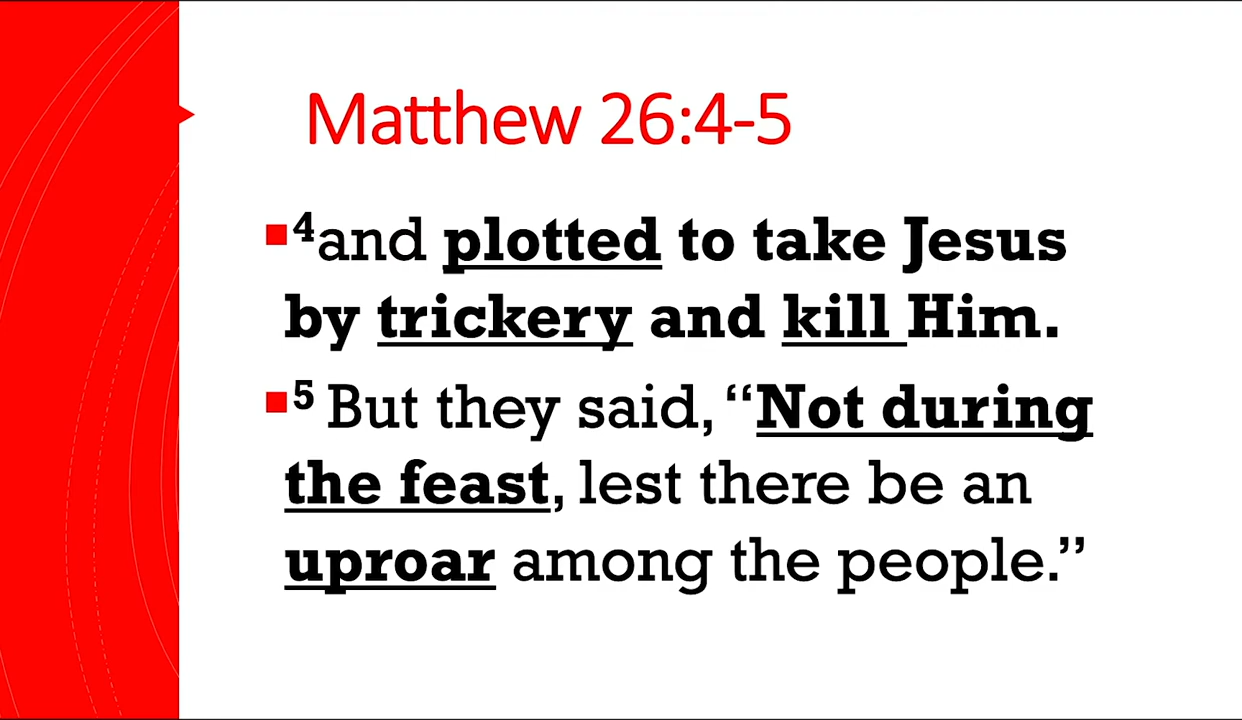 Matthew 26:4-5
4and plotted to take Jesus
by trickery and kill Him.
5 But they said, “Not during
the feast, lest there be an
uproar among the people.”